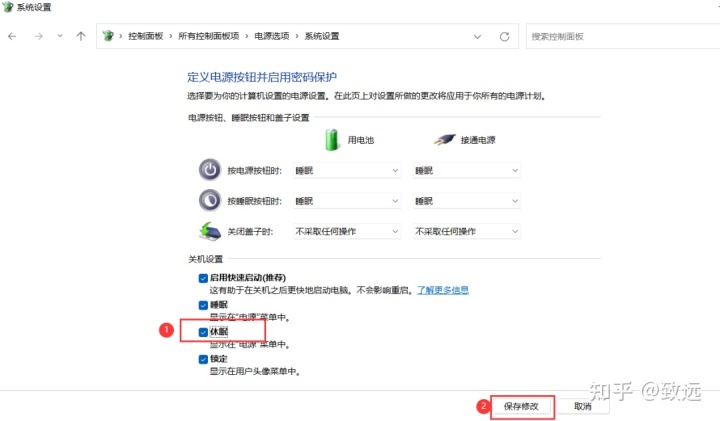 系统设置
控制面板 › 所有控制面板项 › 电源选项 › 系统设置
搜索控制面板
定义电源按钮并启用密码保护
选择要为你的计算机设置的电源设置。在此页上对设置所做的更改将应用于你所有的电源计划。
电源按钮、睡眠按钮和盖子设置
用电池 接通电源
按电源按钮时: 睡眠 睡眠
按睡眠按钮时: 睡眠 睡眠
关闭盖子时: 不采取任何操作 不采取任何操作
关机设置
启用快速启动(推荐)
这有助于在关机之后更快地启动电脑。不会影响重启。了解更多信息
睡眠
显示在"电源"菜单中。
1 休眠
显示在"电源"菜单中。
锁定
显示在用户头像菜单中。
2 保存修改 取消
知乎 @致远